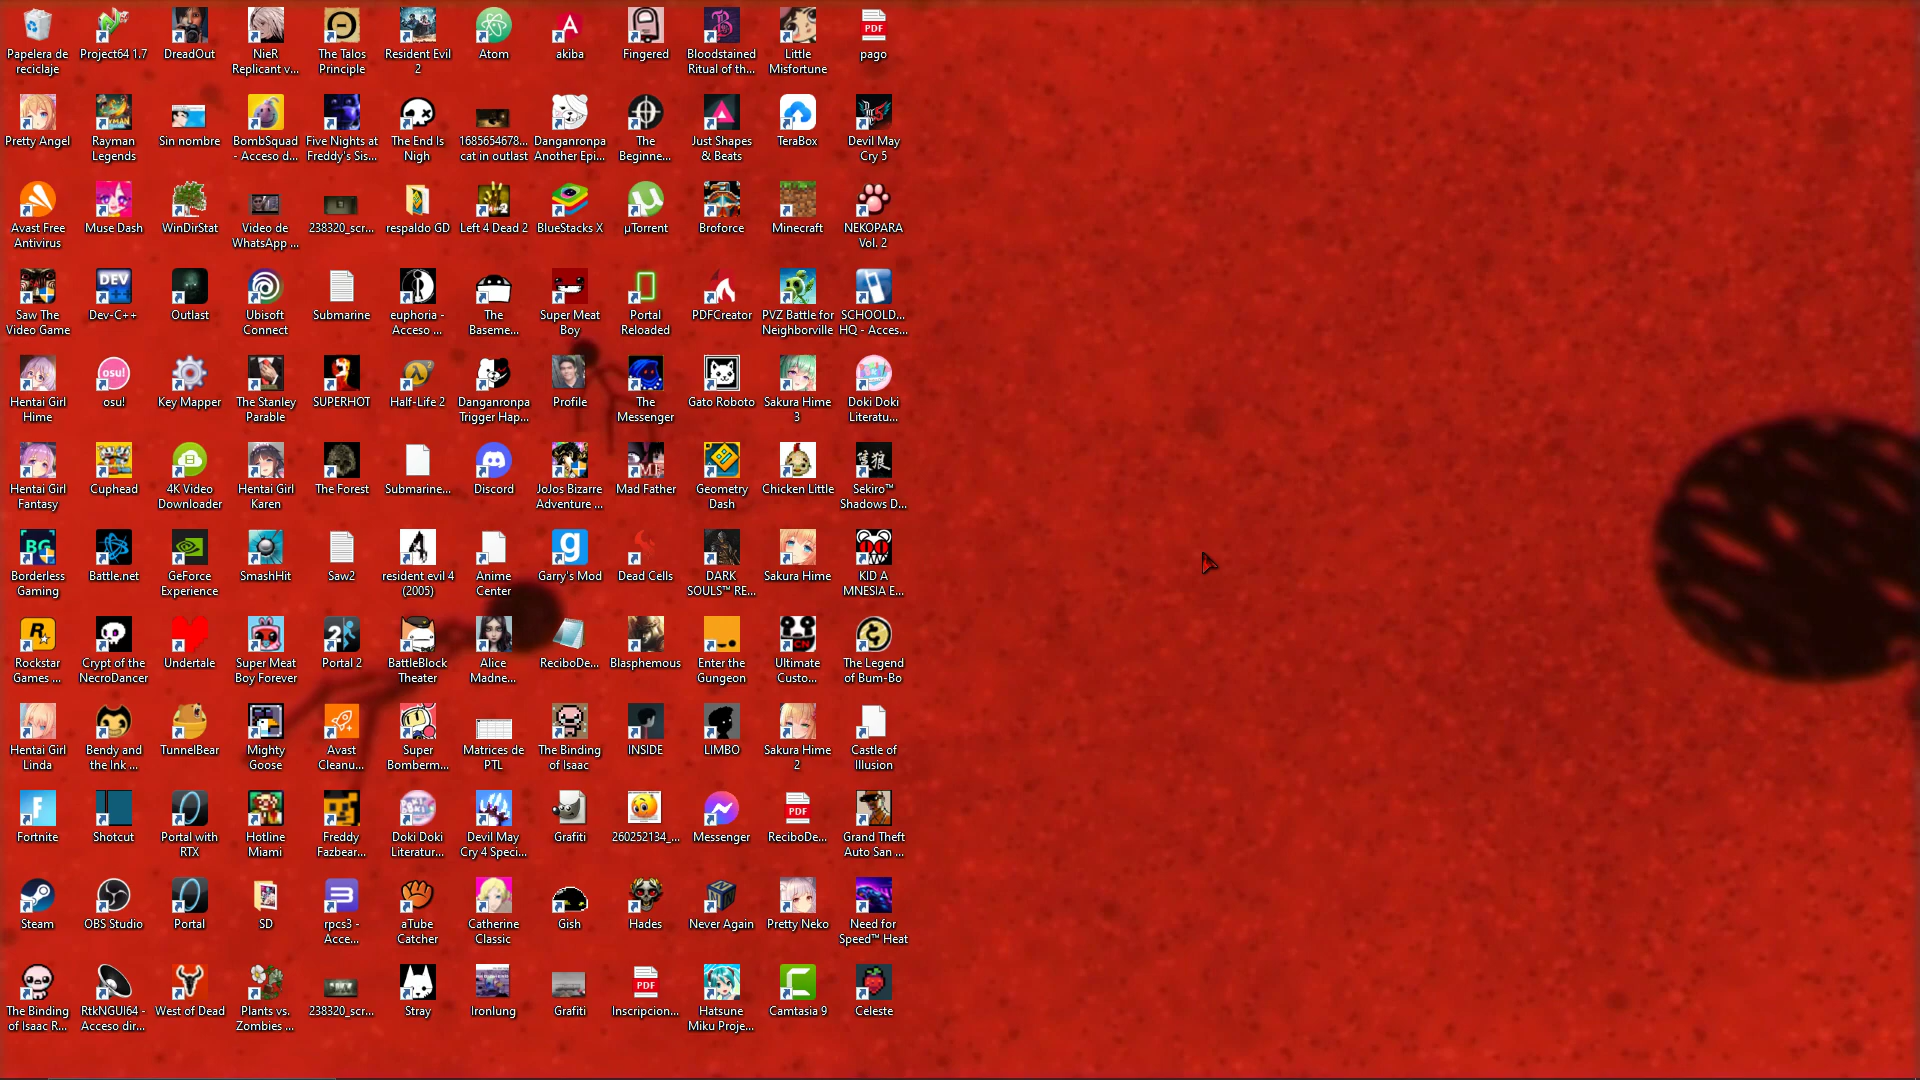 Papelera de
reciclaje
Project64 1.7
DreadOut
NieR
Replicant v...
The Talos
Principle
Resident Evil
2
Atom
akiba
Fingered
Bloodstained
Ritual of th...
Little
Misfortune
pago
Pretty Angel
Rayman
Legends
Sin nombre
BombSquad
- Acceso d...
Five Nights at
Freddy's Sis...
The End Is
Nigh
1685654678...
cat in outlast
Danganronpa
Another Epi...
The
Beginne...
Just Shapes
& Beats
TeraBox
Devil May
Cry 5
Avast Free
Antivirus
Muse Dash
WinDirStat
Video de
WhatsApp ...
238320_scr...
respaldo GD
Left 4 Dead 2
BlueStacks X
µTorrent
Broforce
Minecraft
NEKOPARA
Vol. 2
Saw The
Video Game
Dev-C++
Outlast
Ubisoft
Connect
Submarine
euphoria -
Acceso ...
The
Baseme...
Super Meat
Boy
Portal
Reloaded
PDFCreator
PVZ Battle for
Neighborville
SCHOOLD...
HQ - Acces...
Hentai Girl
Hime
osu!
Key Mapper
The Stanley
Parable
SUPERHOT
Half-Life 2
Danganronpa
Trigger Hap...
Profile
The
Messenger
Gato Roboto
Sakura Hime
3
Doki Doki
Literatu...
Hentai Girl
Fantasy
Cuphead
4K Video
Downloader
Hentai Girl
Karen
The Forest
Submarine...
Discord
JoJos Bizarre
Adventure ...
Mad Father
Geometry
Dash
Chicken Little
Sekiro™
Shadows D...
Borderless
Gaming
Battle.net
GeForce
Experience
SmashHit
Saw2
resident evil 4
(2005)
Anime
Center
Garry's Mod
Dead Cells
DARK
SOULS™ RE...
Sakura Hime
KID A
MNESIA E...
Rockstar
Games ...
Crypt of the
NecroDancer
Undertale
Super Meat
Boy Forever
Portal 2
BattleBlock
Theater
Alice
Madne...
ReciboDe...
Blasphemous
Enter the
Gungeon
Ultimate
Custo...
The Legend
of Bum-Bo
Hentai Girl
Linda
Bendy and
the Ink ...
TunnelBear
Mighty
Goose
Avast
Cleanu...
Super
Bomberm...
Matrices de
PTL
The Binding
of Isaac
INSIDE
LIMBO
Sakura Hime
2
Castle of
Illusion
Fortnite
Shotcut
Portal with
RTX
Hotline
Miami
Freddy
Fazbear...
Doki Doki
Literatur...
Devil May
Cry 4 Speci...
Grafiti
260252134_...
Messenger
ReciboDe...
Grand Theft
Auto San ...
Steam
OBS Studio
Portal
SD
rpcs3 -
Acce...
aTube
Catcher
Catherine
Classic
Gish
Hades
Never Again
Pretty Neko
Need for
Speed™ Heat
The Binding
of Isaac R...
RtkNGUI64 -
Acceso dir...
West of Dead
Plants vs.
Zombies ...
238320_scr...
Stray
Ironlung
Grafiti
Inscripcion...
Hatsune
Miku Proje...
Camtasia 9
Celeste